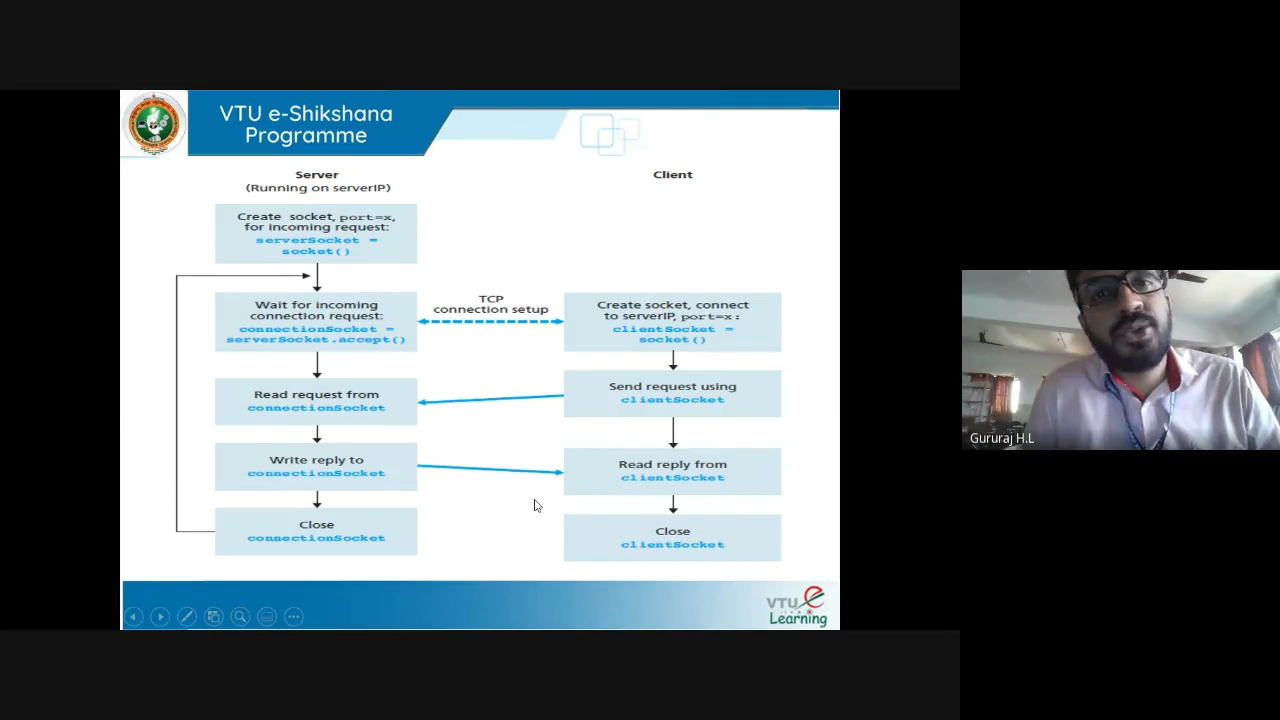 VTU e-Shikshana
Programme
Server
(Running on serverIP)
Client
Create socket, port=x,
for incoming request:
serverSocket =
socket()
Wait for incoming
connection request:
connectionSocket =
serverSocket.accept()
TCP
connection setup
Create socket, connect
to serverIP, port=x:
clientSocket =
socket()
Read request from
connectionSocket
Send request using
clientSocket
Write reply to
connectionSocket
Read reply from
clientSocket
Close
connectionSocket
Close
clientSocket
Gururaj H.L
VTU e
Learning